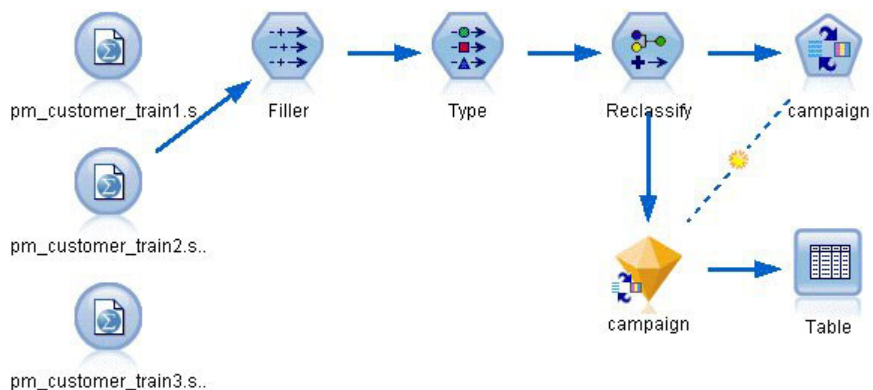 pm_customer_train1.s
Filler
Type
Reclassify
campaign
pm_customer_train2.s..
campaign
Table
pm_customer_train3.s..